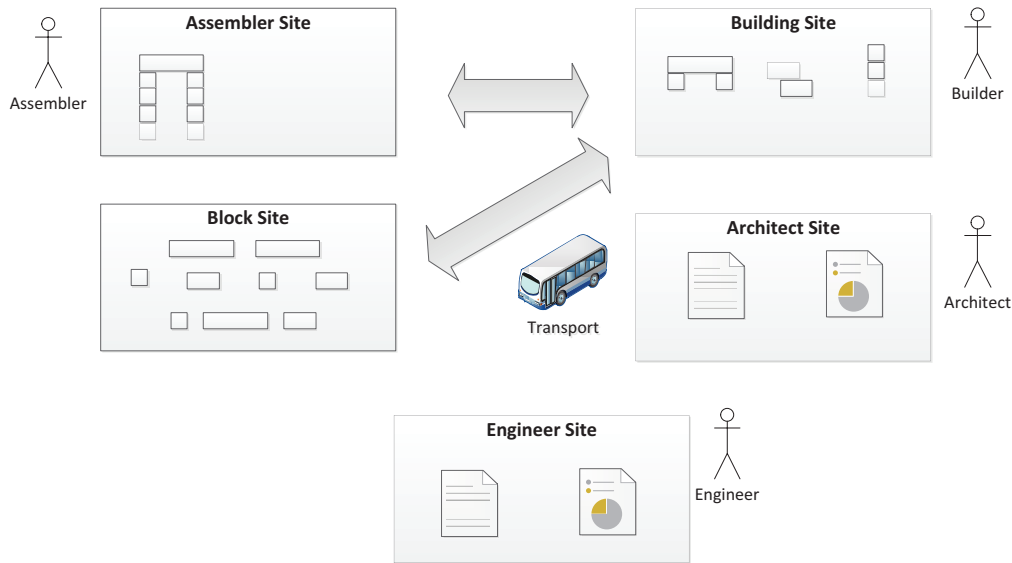 Assembler Site
Assembler
Building Site
Builder
Block Site
Transport
Architect Site
Architect
Engineer Site
Engineer